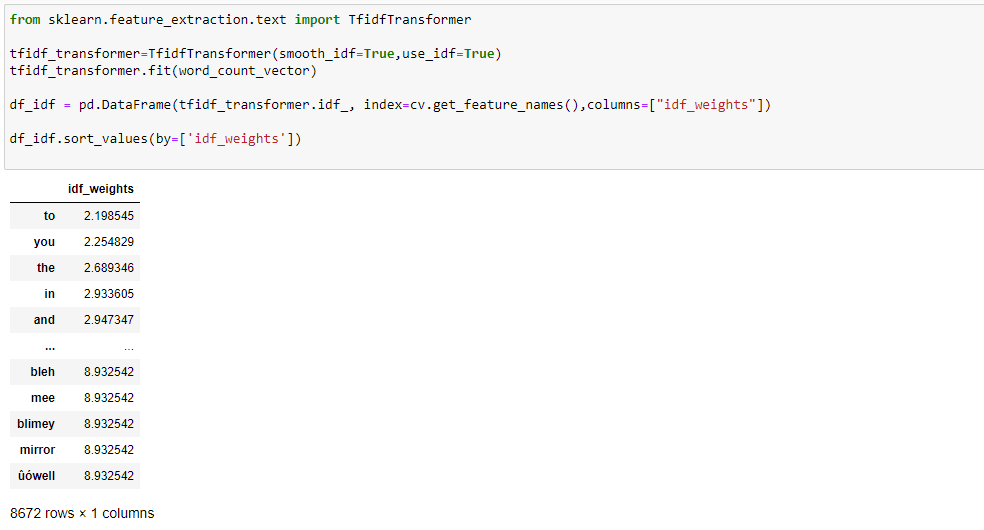 from sklearn.feature_extraction.text import TfidfTransformer
tfidf_transformer=TfidfTransformer(smooth_idf=True,use_idf=True)
tfidf_transformer.fit(word_count_vector)
df_idf = pd.DataFrame(tfidf_transformer.idf_, index=cv.get_feature_names(),columns=["idf_weights"])
df_idf.sort_values(by=['idf_weights'])
idf_weights
to 2.198545
you 2.254829
the 2.689346
in 2.933605
and 2.947347
... ...
bleh 8.932542
mee 8.932542
blimey 8.932542
mirror 8.932542
ûówell 8.932542
8672 rows × 1 columns